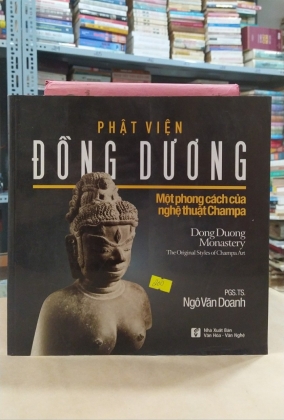 PHẬT VIỆN
ĐỒNG DƯƠNG
Một phong cách của
nghệ thuật Champa
Dong Duong
Monastery
The Original Styles of Champa Art
PGS.TS.
Ngô Văn Doanh
Nhà Xuất Bản
Văn Hóa - Văn Nghệ